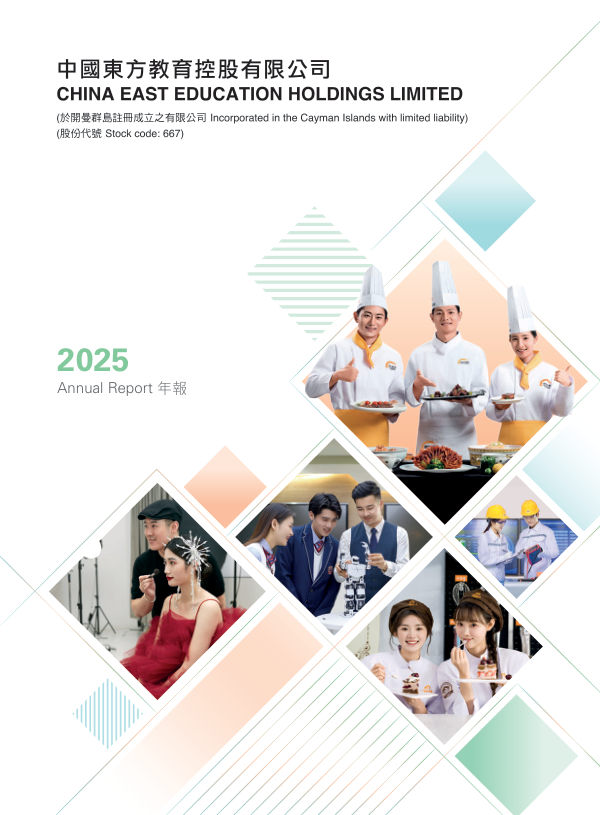 中國東方教育控股有限公司
CHINA EAST EDUCATION HOLDINGS LIMITED
(於開曼群島註冊成立之有限公司 Incorporated in the Cayman Islands with limited liability)
(股份代號 Stock code: 667)
2025
Annual Report 年報